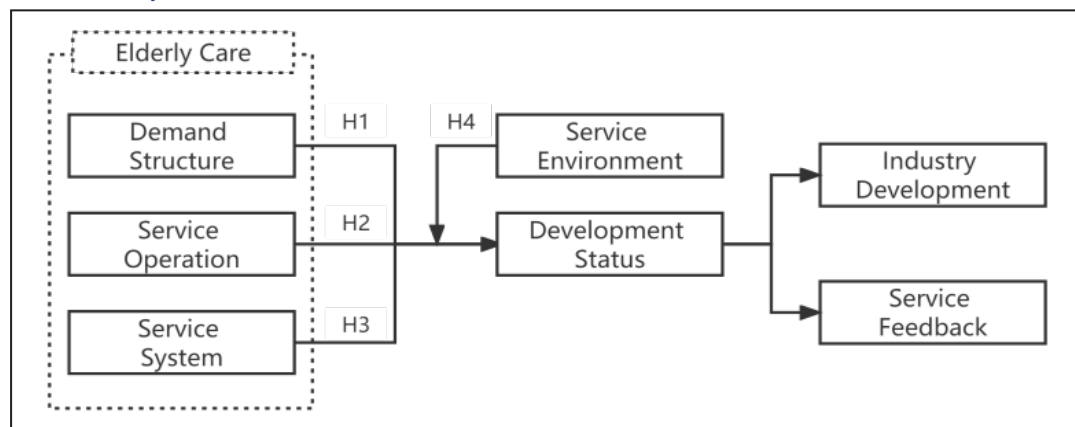 Elderly Care
Demand
Structure
H1
H4
Service
Environment
Industry
Development
Service
Operation
H2
Development
Status
Service
System
H3
Service
Feedback